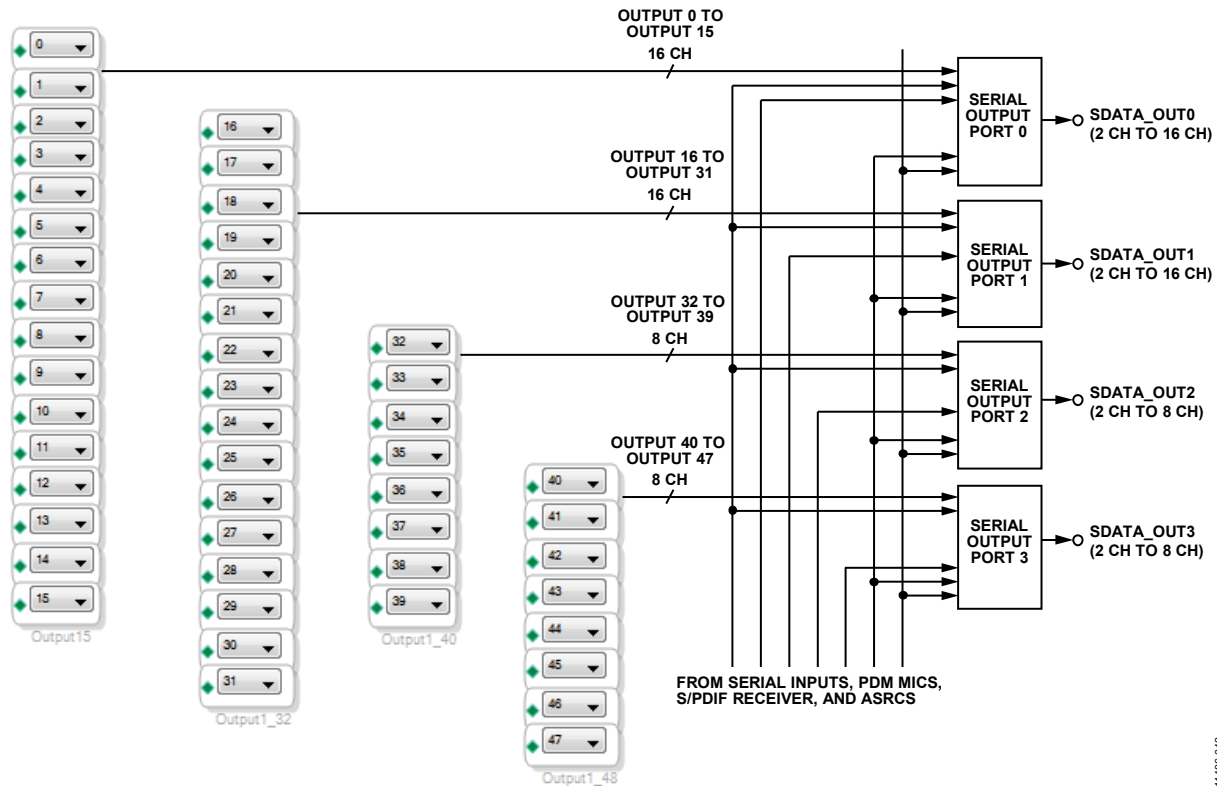 0
1
2
3
4
5
6
7
8
9
10
11
12
13
14
15
Output15
16
17
18
19
20
21
22
23
24
25
26
27
28
29
30
31
Output1_32
32
33
34
35
36
37
38
39
Output1_40
40
41
42
43
44
45
46
47
Output1_48
OUTPUT 0 TO
OUTPUT 15
16 CH
OUTPUT 16 TO
OUTPUT 31
16 CH
OUTPUT 32 TO
OUTPUT 39
8 CH
OUTPUT 40 TO
OUTPUT 47
8 CH
SERIAL
OUTPUT
PORT 0
SDATA_OUT0
(2 CH TO 16 CH)
SERIAL
OUTPUT
PORT 1
SDATA_OUT1
(2 CH TO 16 CH)
SERIAL
OUTPUT
PORT 2
SDATA_OUT2
(2 CH TO 8 CH)
SERIAL
OUTPUT
PORT 3
SDATA_OUT3
(2 CH TO 8 CH)
FROM SERIAL INPUTS, PDM MICS,
S/PDIF RECEIVER, AND ASRCS